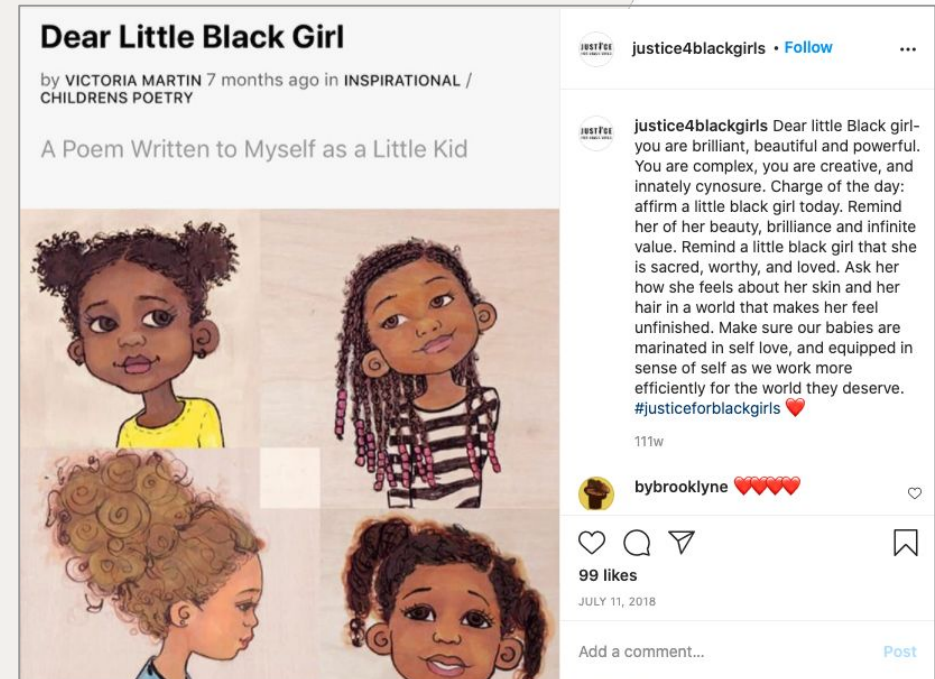 Dear Little Black Girl
by VICTORIA MARTIN 7 months ago in INSPIRATIONAL /
CHILDRENS POETRY
A Poem Written to Myself as a Little Kid
JUSTICE
justice4blackgirls • Follow
JUSTICE
justice4blackgirls Dear little Black girl-
you are brilliant, beautiful and powerful.
You are complex, you are creative, and
innately cynosure. Charge of the day:
affirm a little black girl today. Remind
her of her beauty, brilliance and infinite
value. Remind a little black girl that she
is sacred, worthy, and loved. Ask her
how she feels about her skin and her
hair in a world that makes her feel
unfinished. Make sure our babies are
marinated in self love, and equipped in
sense of self as we work more
efficiently for the world they deserve.
#justiceforblackgirls ❤️
111w
bybrooklyne ❤️❤️❤️❤️❤️
99 likes
JULY 11, 2018
Add a comment...
Post